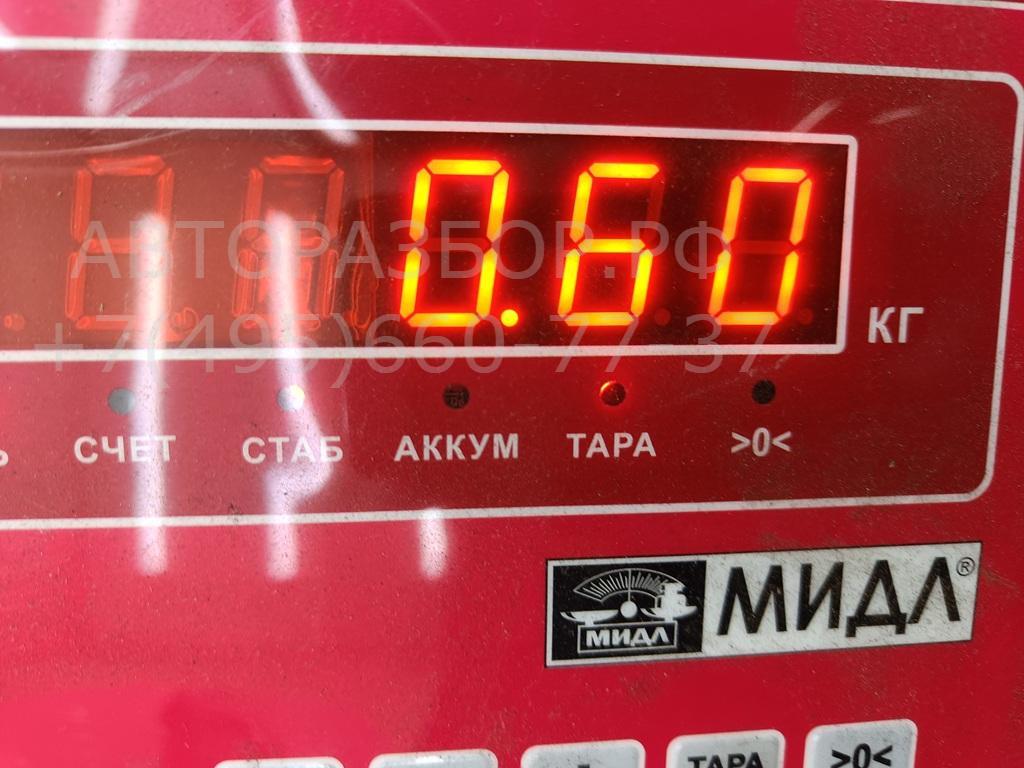 0.60
КГ
АВТОРАЗБОР.РФ
+7(495)660-77-37
СЧЕТ СТАБ АККУМ ТАРА >0<
МИДЛ МИДЛ®
ТАРА >0<